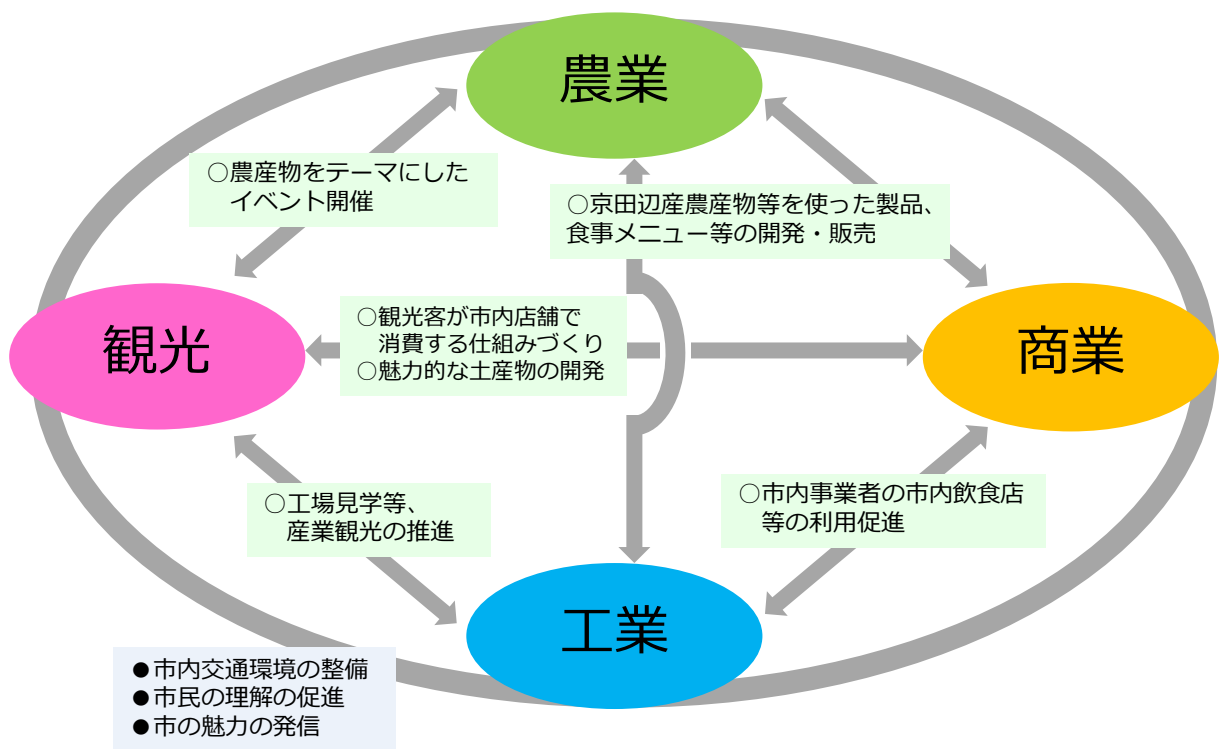 農業
○農産物をテーマにした
イベント開催
○京田辺産農産物等を使った製品、
食事メニュー等の開発・販売
観光
○観光客が市内店舗で
消費する仕組みづくり
○魅力的な土産物の開発
商業
○工場見学等、
産業観光の推進
○市内事業者の市内飲食店
等の利用促進
工業
●市内交通環境の整備
●市民の理解の促進
●市の魅力の発信